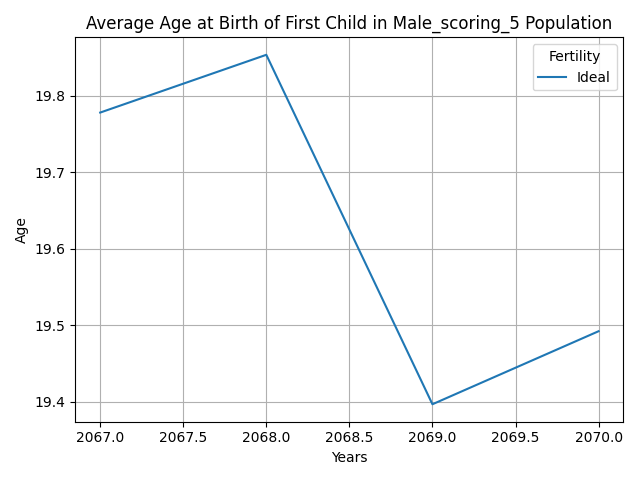 Average Age at Birth of First Child in Male_scoring_5 Population
Fertility
Ideal
19.8
19.7
19.6
19.5
19.4
Age
2067.0 2067.5 2068.0 2068.5 2069.0 2069.5 2070.0
Years